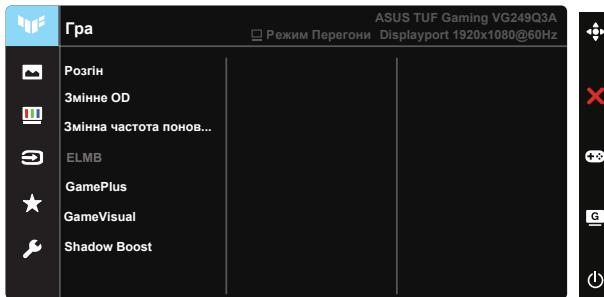 Гра
ASUS TUF Gaming VG249Q3A
Режим Перегони Displayport 1920x1080@60Hz
Розгін
Змінне OD
Змінна частота понов...
ELMB
GamePlus
GameVisual
Shadow Boost
G